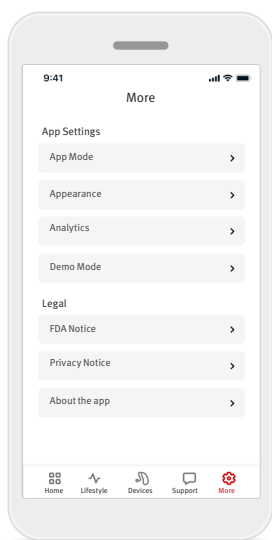 9:41
More
App Settings
App Mode
Appearance
Analytics
Demo Mode
Legal
FDA Notice
Privacy Notice
About the app
Home Lifestyle Devices Support More